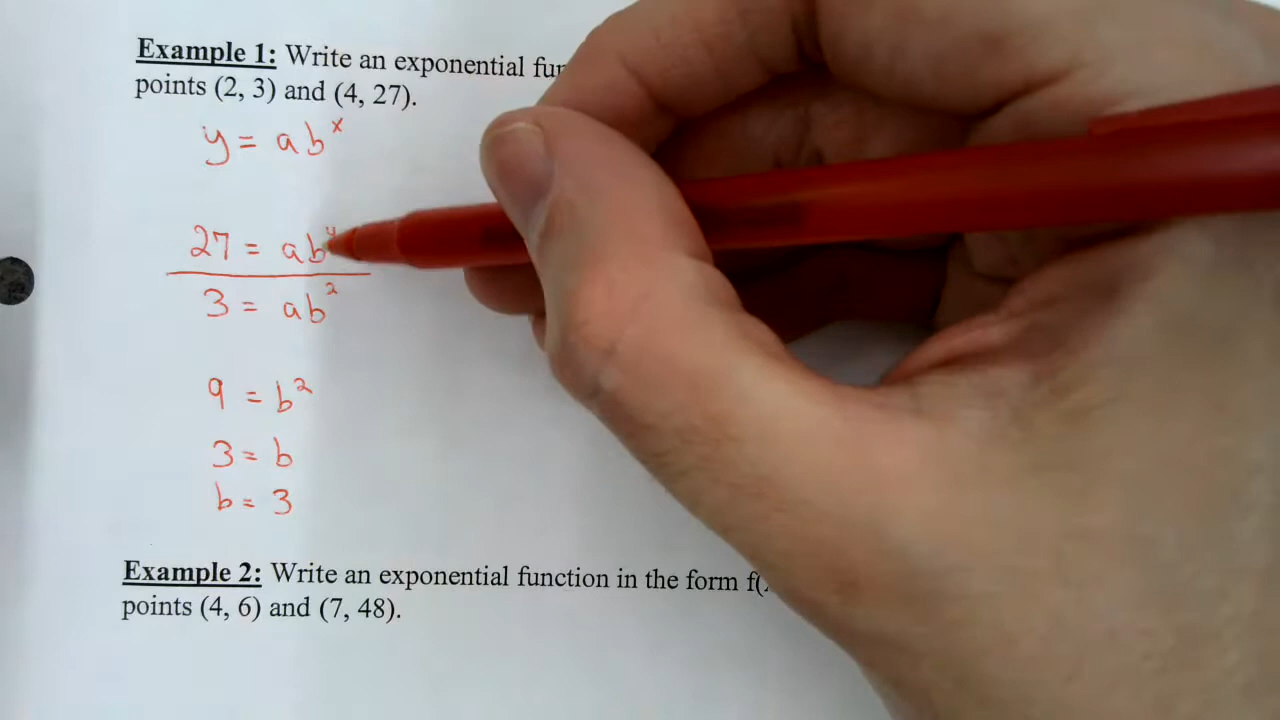 Example 1: Write an exponential
points (2, 3) and (4, 27).
y = ab^x
27 = ab^4
3 = ab^2
9 = b^2
3 = b
b = 3
Example 2: Write an exponential function in the form
points (4, 6) and (7, 48).